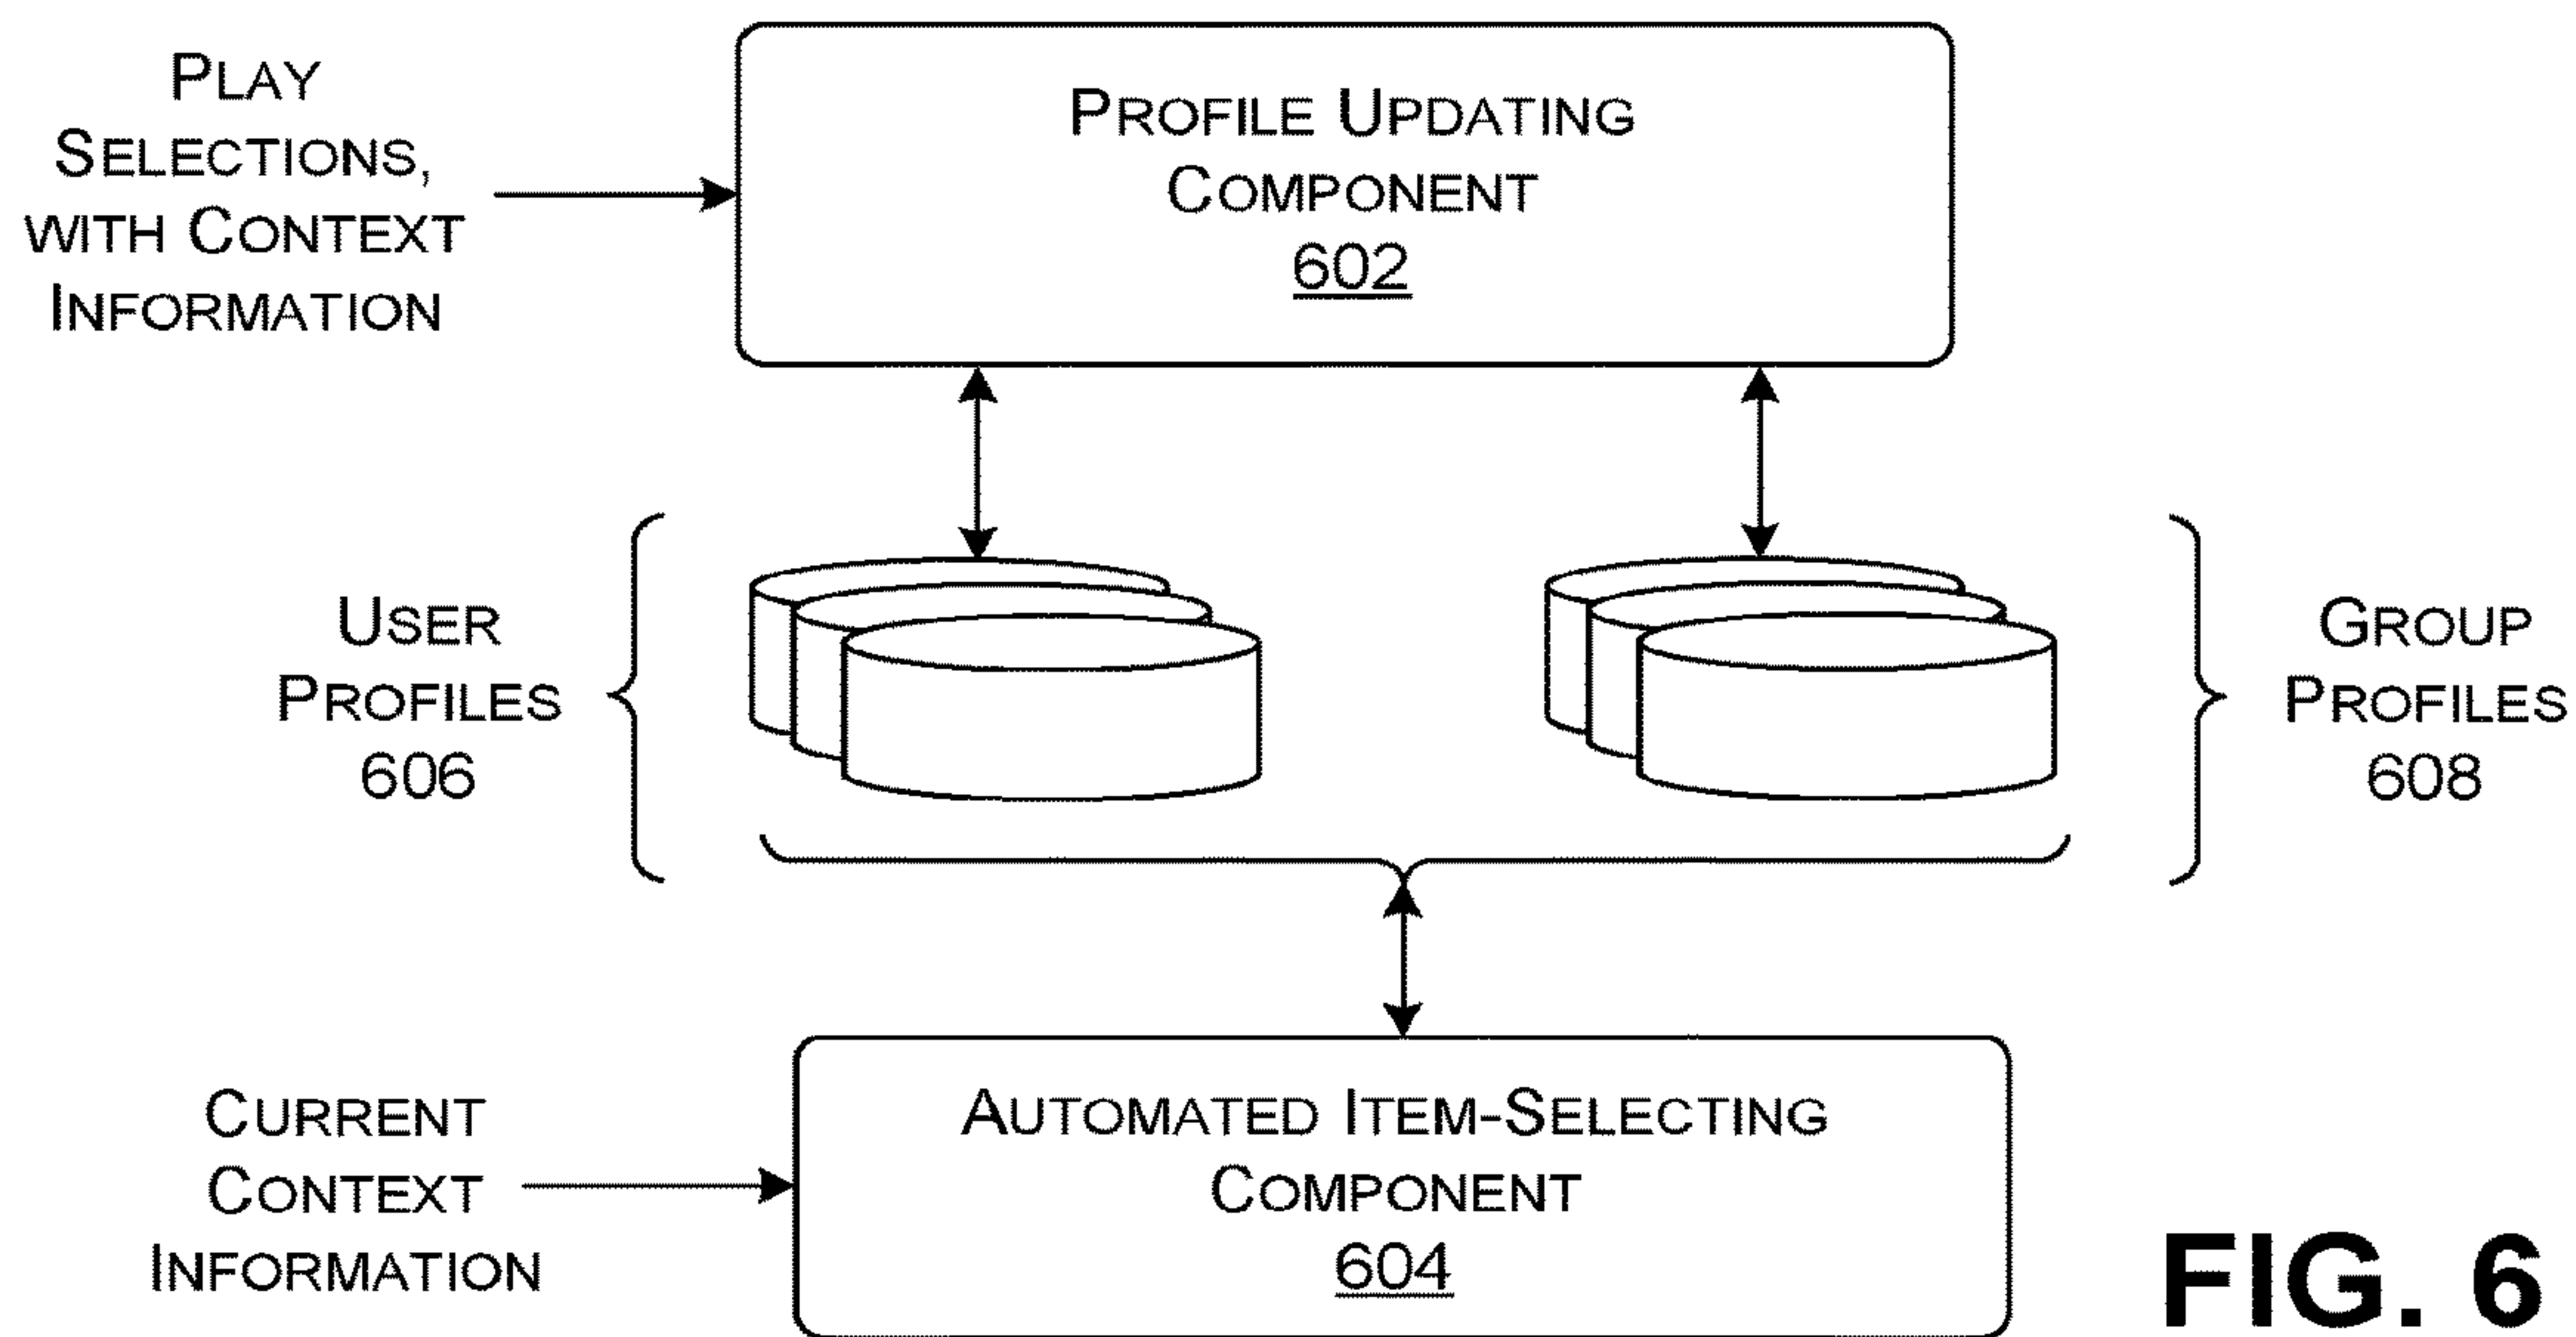 PLAY
SELECTIONS,
WITH CONTEXT
INFORMATION
PROFILE UPDATING
COMPONENT
602
USER
PROFILES
606
GROUP
PROFILES
608
CURRENT
CONTEXT
INFORMATION
AUTOMATED ITEM-SELECTING
COMPONENT
604
FIG. 6